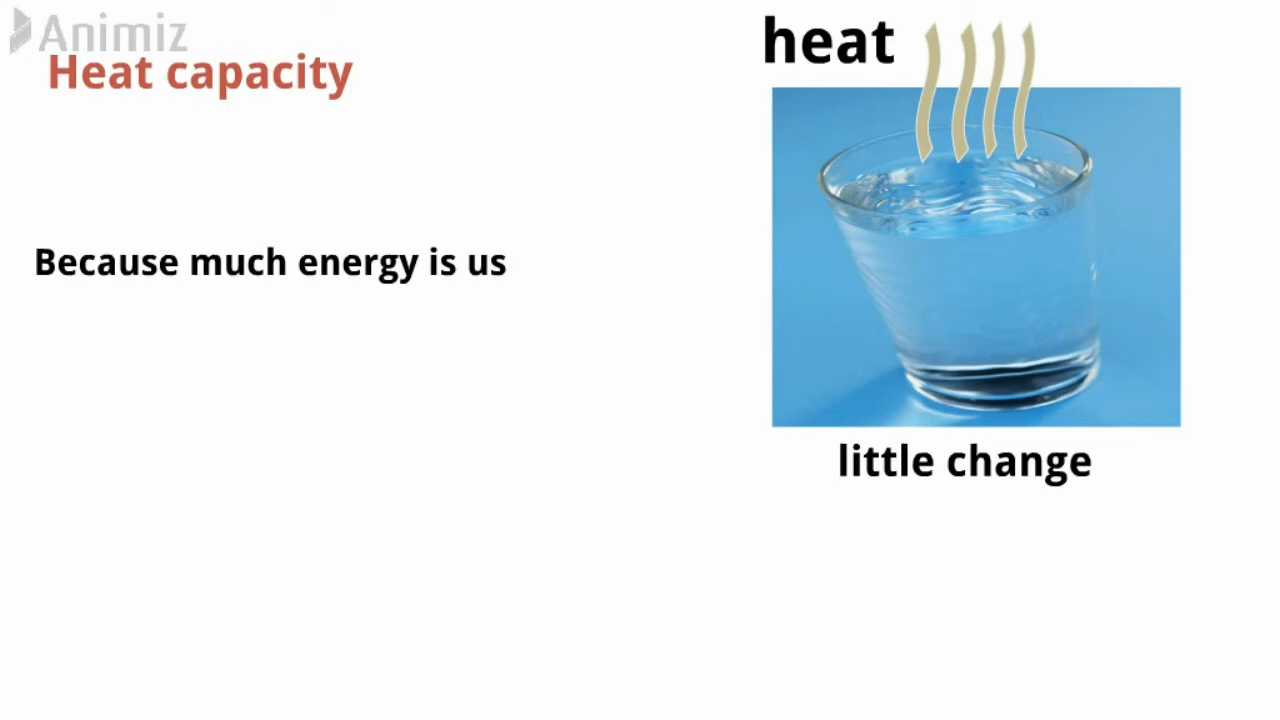 Animiz
Heat capacity
heat
Because much energy is us
little change